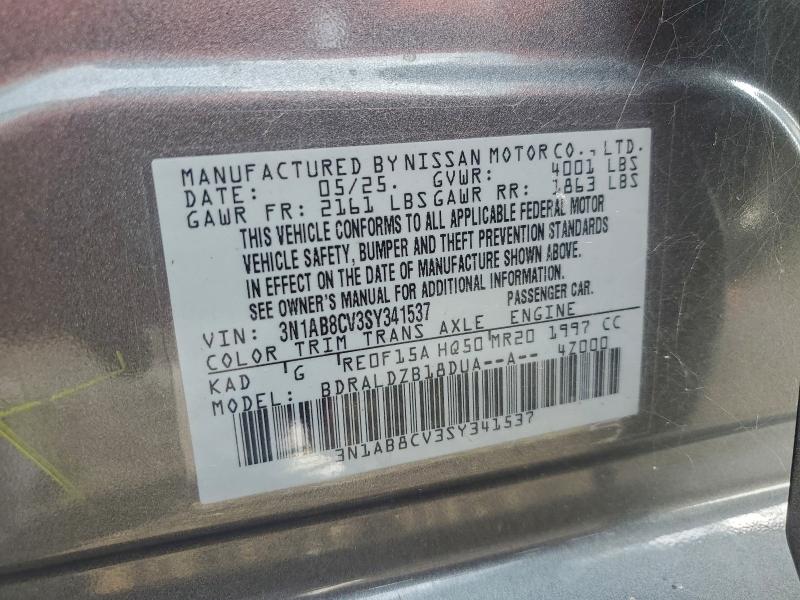 MANUFACTURED BY NISSAN MOTOR CO., LTD.
DATE: 05/25. GVWR: 4001 LBS
GAWR FR: 2161 LBS GAWR RR: 1863 LBS
THIS VEHICLE CONFORMS TO ALL APPLICABLE FEDERAL MOTOR
VEHICLE SAFETY, BUMPER AND THEFT PREVENTION STANDARDS
IN EFFECT ON THE DATE OF MANUFACTURE SHOWN ABOVE.
SEE OWNER'S MANUAL FOR ADDITIONAL INFORMATION.
VIN: 3N1AB8CV3SY341537 PASSENGER CAR.
COLOR TRIM TRANS AXLE ENGINE
KAD G RE0F15A HQ50 MR20 1997 CC
MODEL: BDRALDZB18DUA--A-- 4Z000
3N1AB8CV3SY341537